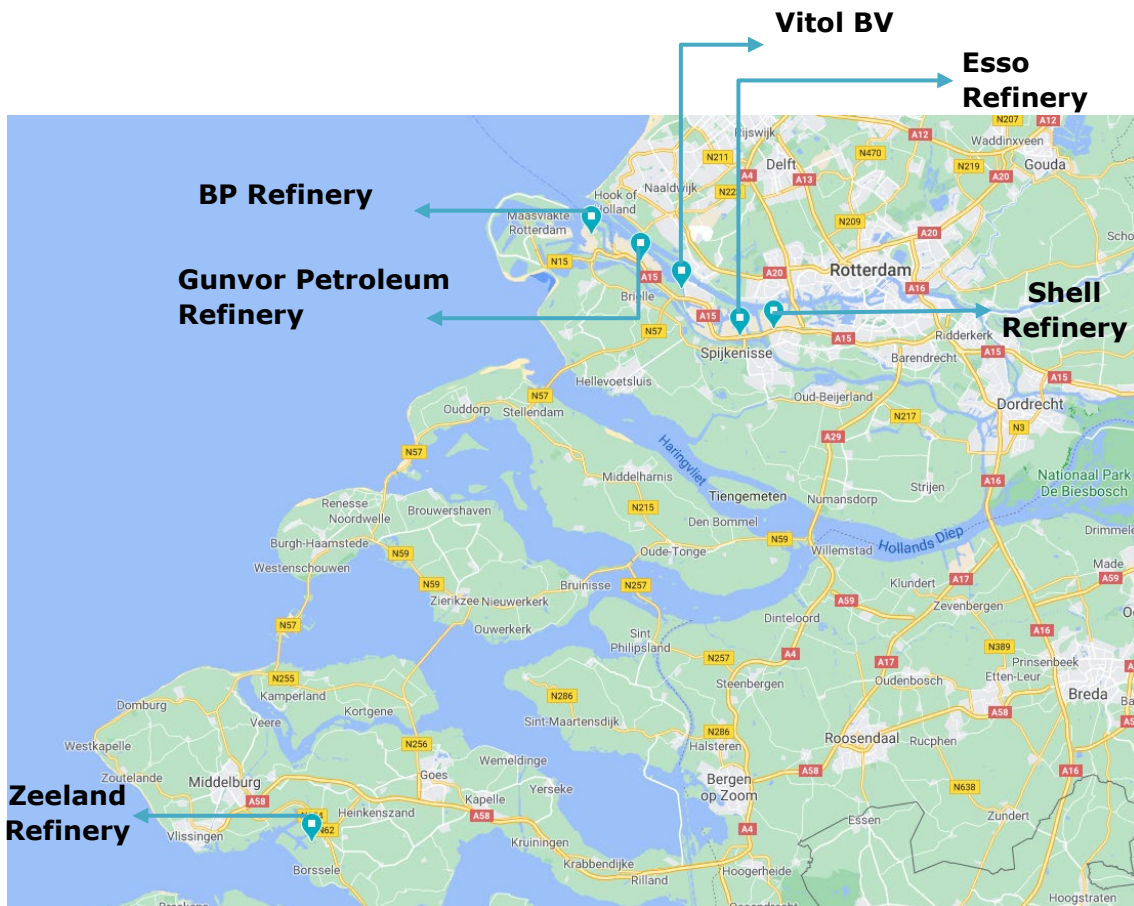 Vitol BV
Esso
Refinery
N207
A12
Rijswijk
A12
Waddinxveen
N211
Delft
N470
Gouda
A4
N219
BP Refinery
Naaldwijk
A13
A20
Hook of
Holland
Maasvlakte
Rotterdam
N209
A20
N15
Gunvor Petroleum
Refinery
A15
A20
Rotterdam
A16
Brielle
Shell
Refinery
A15
N57
A15
Ridderkerk
Spijkenisse
Barendrecht
A15
A15
Hellevoetsluis
N57
Oud-Beijerland
Dordrecht
Ouddorp
Stellendam
N217
N3
A29
N57
Haringvliet
A16
Nationaal Park
De Biesbosch
Middelharnis
Tiengemeten
Strijen
Numansdorp
Renesse
Noordwelle
Brouwershaven
N215
Den Bommel
Burgh-Haamstede
N59
Oude-Tonge
N59
Willemstad
Hollands Diep
Westenschouwen
Made
N59
Bruinisse
N257
Klundert
A17
A59
Zierikzee
Nieuwerkerk
A59
Zevenbergen
N57
Ouwerkerk
Dinteloord
Sint
Philipsland
A16
A4
N389
N257
Prinsenbeek
A17
N255
Steenbergen
Oudenbosch
Etten-Leur
Kamperland
N286
Breda
Domburg
Kortgene
A58
Veere
Sint-Maartensdijk
N286
Westkapelle
N256
Halsteren
Roosendaal
Rucphen
Wemeldinge
Zoutelande
Middelburg
Goes
A58
A16
Bergen
op Zoom
Yerseke
N638
Zeeland
Refinery
A58
Kapelle
Heinkenszand
A58
Zundert
N62
Essen
A4
Vlissingen
Kruiningen
Krabbendijke
Borssele
Rilland
Hoogerheide
Hoogstraten